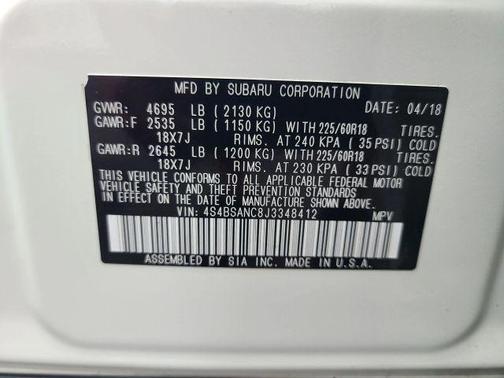 MFD BY SUBARU CORPORATION
GVWR: 4695 LB ( 2130 KG) DATE: 04/18
GAWR:F 2535 LB ( 1150 KG) WITH 225/60R18 TIRES.
18X7J RIMS. AT 240 KPA ( 35 PSI) COLD
GAWR:R 2645 LB ( 1200 KG) WITH 225/60R18 TIRES.
18X7J RIMS. AT 230 KPA ( 33 PSI) COLD
THIS VEHICLE CONFORMS TO ALL APPLICABLE FEDERAL MOTOR
VEHICLE SAFETY AND THEFT PREVENTION STANDARDS
IN EFFECT ON THE DATE OF MANUFACTURE SHOWN ABOVE.
VIN: 4S4BSANC8J3348412 MPV
ASSEMBLED BY SIA INC. MADE IN U.S.A.